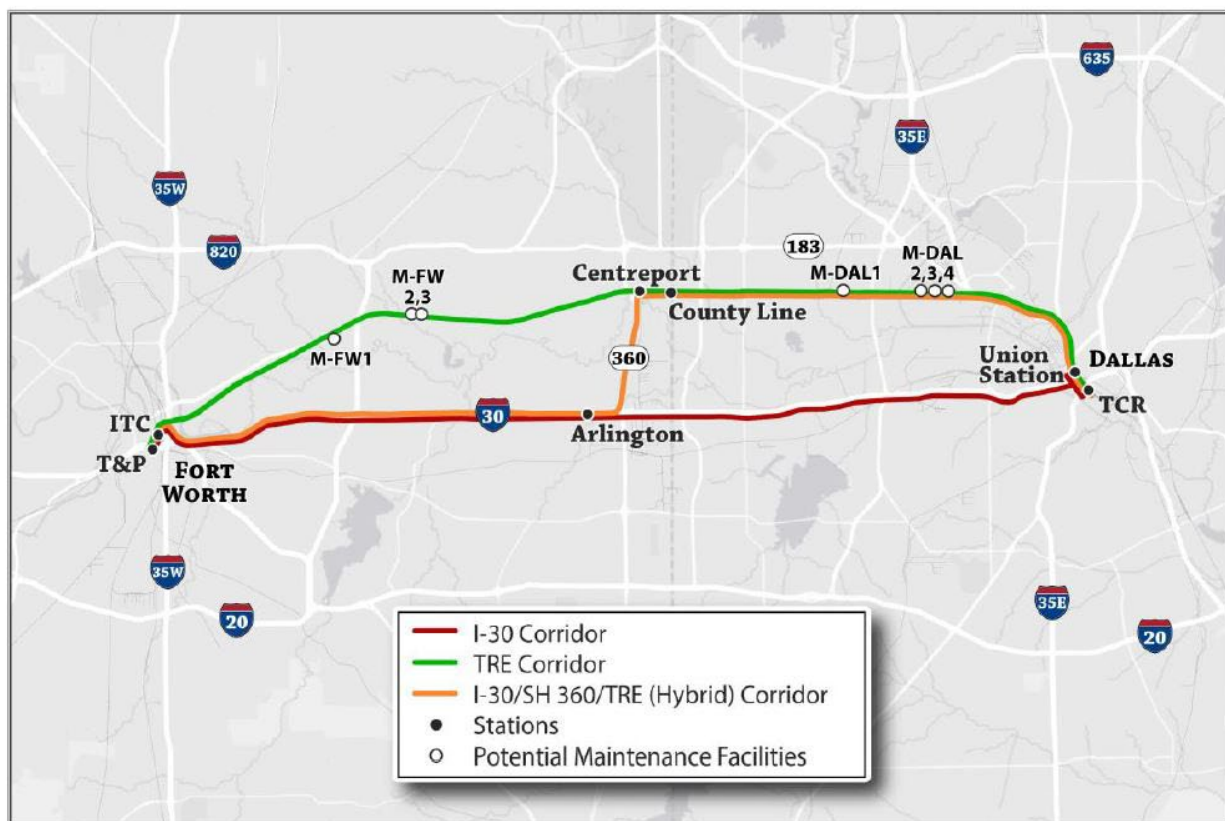 635
35E
35W
820
183
M-DAL
2,3,4
M-DAL1
Centreport
County Line
M-FW
2,3
M-FW1
360
Union
Station
DALLAS
TCR
30
Arlington
ITC
T&P
FORT
WORTH
35W
20
35E
20
I-30 Corridor
TRE Corridor
I-30/SH 360/TRE (Hybrid) Corridor
Stations
Potential Maintenance Facilities